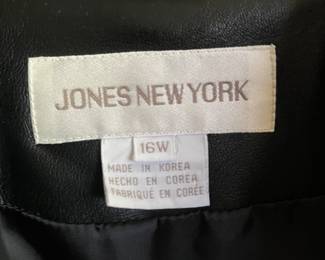 JONES NEW YORK
16W
MADE IN KOREA
HECHO EN COREA
FABRIQUÉ EN CORÉE